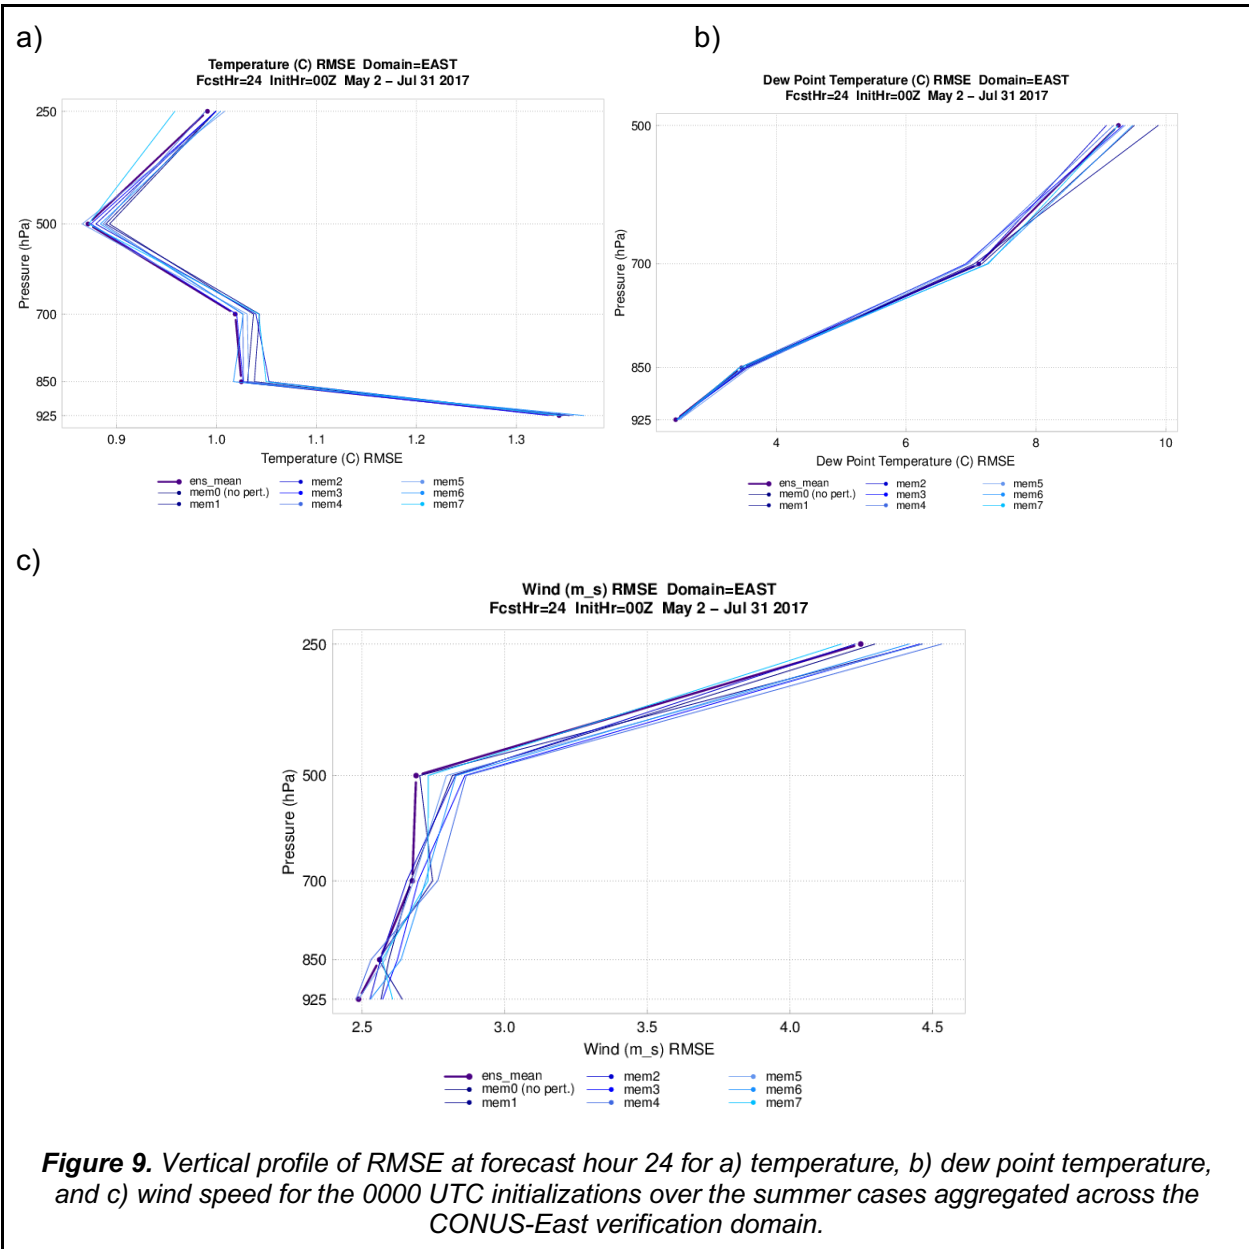 a)
Temperature (C) RMSE Domain=EAST
FcstHr=24 InitHr=00Z May 2 – Jul 31 2017
250
500
700
850
925
Pressure (hPa)
0.9 1.0 1.1 1.2 1.3
Temperature (C) RMSE
ens_mean mem2 mem5
mem0 (no pert.) mem3 mem6
mem1 mem4 mem7
b)
Dew Point Temperature (C) RMSE Domain=EAST
FcstHr=24 InitHr=00Z May 2 – Jul 31 2017
500
700
850
925
Pressure (hPa)
4 6 8 10
Dew Point Temperature (C) RMSE
ens_mean mem2 mem5
mem0 (no pert.) mem3 mem6
mem1 mem4 mem7
c)
Wind (m_s) RMSE Domain=EAST
FcstHr=24 InitHr=00Z May 2 – Jul 31 2017
250
500
700
850
925
Pressure (hPa)
2.5 3.0 3.5 4.0 4.5
Wind (m_s) RMSE
ens_mean mem2 mem5
mem0 (no pert.) mem3 mem6
mem1 mem4 mem7
Figure 9. Vertical profile of RMSE at forecast hour 24 for a) temperature, b) dew point temperature,
and c) wind speed for the 0000 UTC initializations over the summer cases aggregated across the
CONUS-East verification domain.